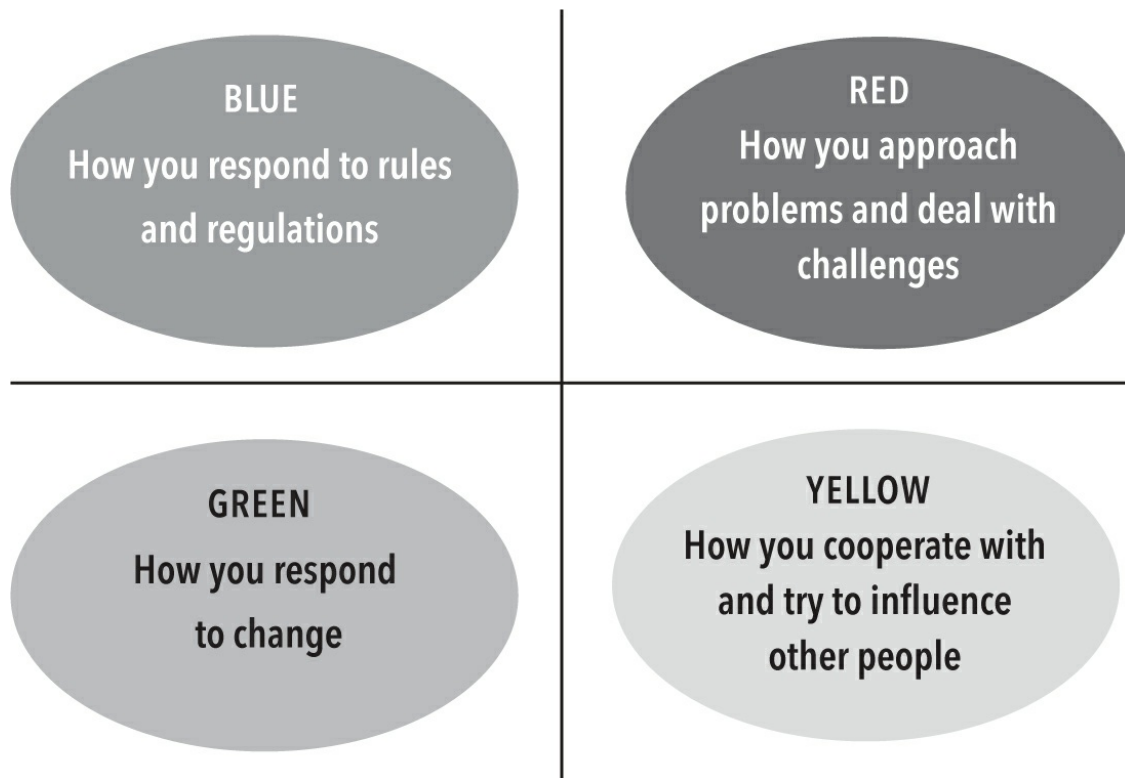 BLUE
How you respond to rules
and regulations
RED
How you approach
problems and deal with
challenges
GREEN
How you respond
to change
YELLOW
How you cooperate with
and try to influence
other people